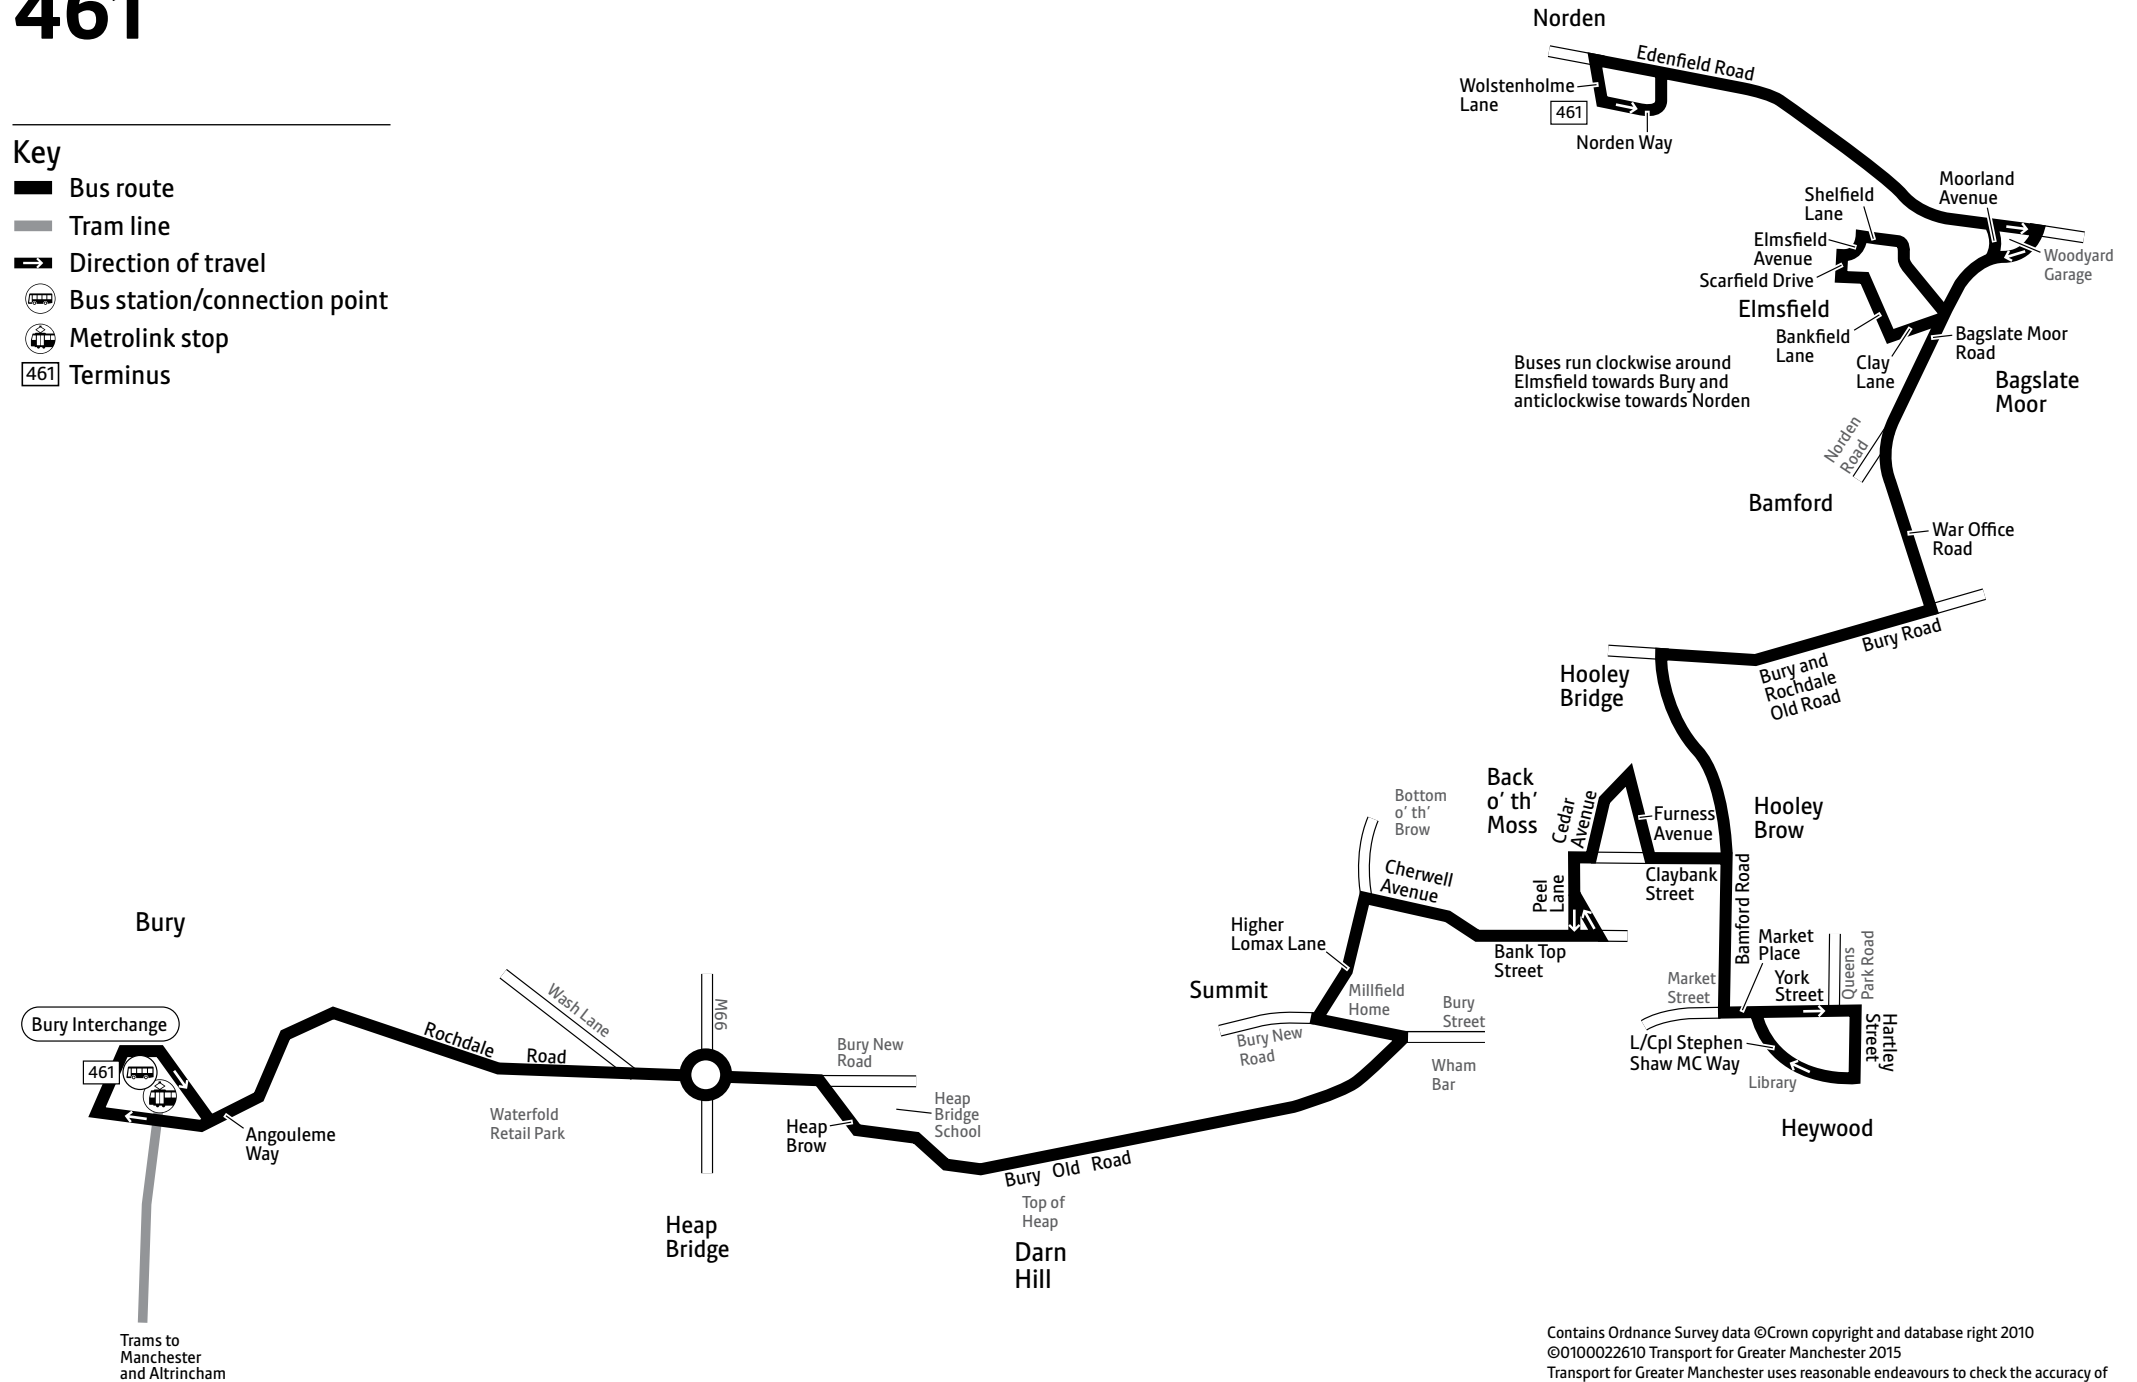 461
Key
Bus route
Tram line
Direction of travel
Bus station/connection point
Metrolink stop
461 Terminus
Norden
Edenfield Road
Wolstenholme
Lane
461
Norden Way
Moorland
Avenue
Shelfield
Lane
Elmsfield
Avenue
Scarfield Drive
Elmsfield
Bankfield
Lane
Clay
Lane
Woodyard
Garage
Bagslate Moor
Road
Bagslate
Moor
Buses run clockwise around
Elmsfield towards Bury and
anticlockwise towards Norden
Norden
Road
Bamford
War Office
Road
Bury Road
Bury and
Rochdale
Old Road
Hooley
Bridge
Back
o' th'
Moss
Cedar
Avenue
Furness
Avenue
Hooley
Brow
Claybank
Street
Peel
Lane
Bamford Road
Bottom
o' th'
Brow
Cherwell
Avenue
Bank Top
Street
Higher
Lomax Lane
Summit
Millfield
Home
Bury New
Road
Bury
Street
Wham
Bar
Market
Place
Market
Street
York
Street
Queens
Park Road
Hartley
Street
L/Cpl Stephen
Shaw MC Way
Library
Heywood
Bury
Bury Interchange
461
Angouleme
Way
Rochdale
Road
Wash Lane
M66
Waterfold
Retail Park
Bury New
Road
Heap
Bridge
School
Heap
Brow
Heap
Bridge
Bury Old Road
Top of
Heap
Darn
Hill
Trams to
Manchester
and Altrincham
Contains Ordnance Survey data ©Crown copyright and database right 2010
©0100022610 Transport for Greater Manchester 2015
Transport for Greater Manchester uses reasonable endeavours to check the accuracy of